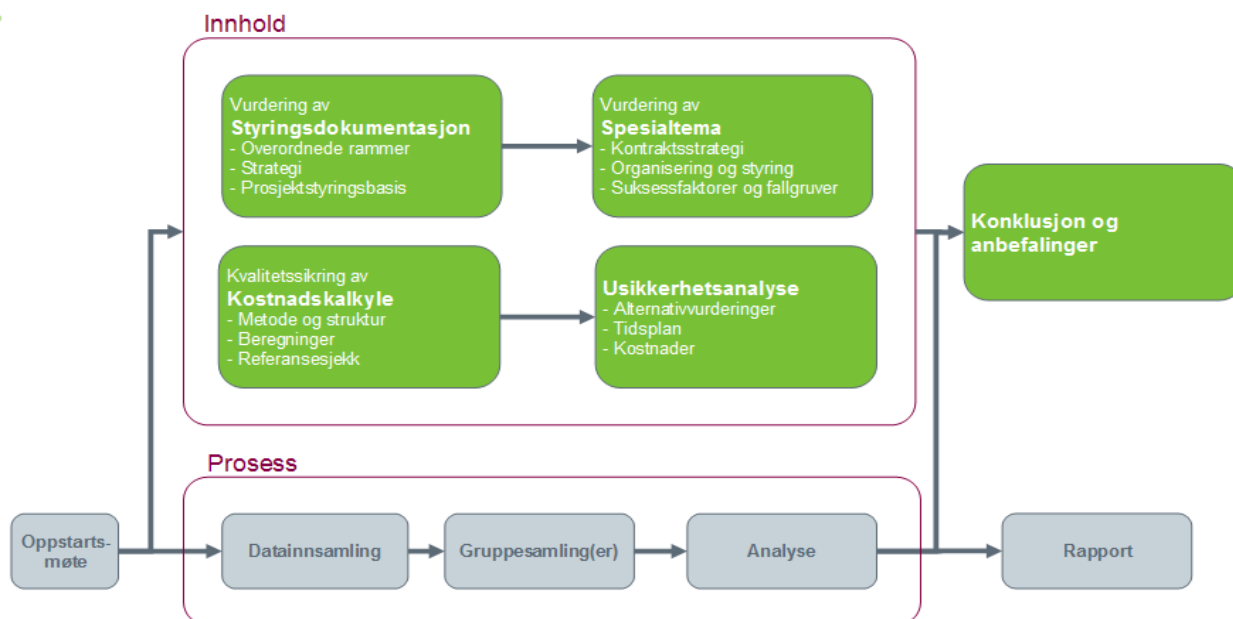 Innhold
Vurdering av
Styringsdokumentasjon
- Overordnede rammer
- Strategi
- Prosjektstyringsbasis
Vurdering av
Spesialtema
- Kontraktsstrategi
- Organisering og styring
- Suksessfaktorer og fallgruver
Kvalitetssikring av
Kostnadskalkyle
- Metode og struktur
- Beregninger
- Referansesjekk
Usikkerhetsanalyse
- Alternativvurderinger
- Tidsplan
- Kostnader
Konklusjon og
anbefalinger
Prosess
Oppstarts-
møte
Datainnsamling
Gruppesamling(er)
Analyse
Rapport